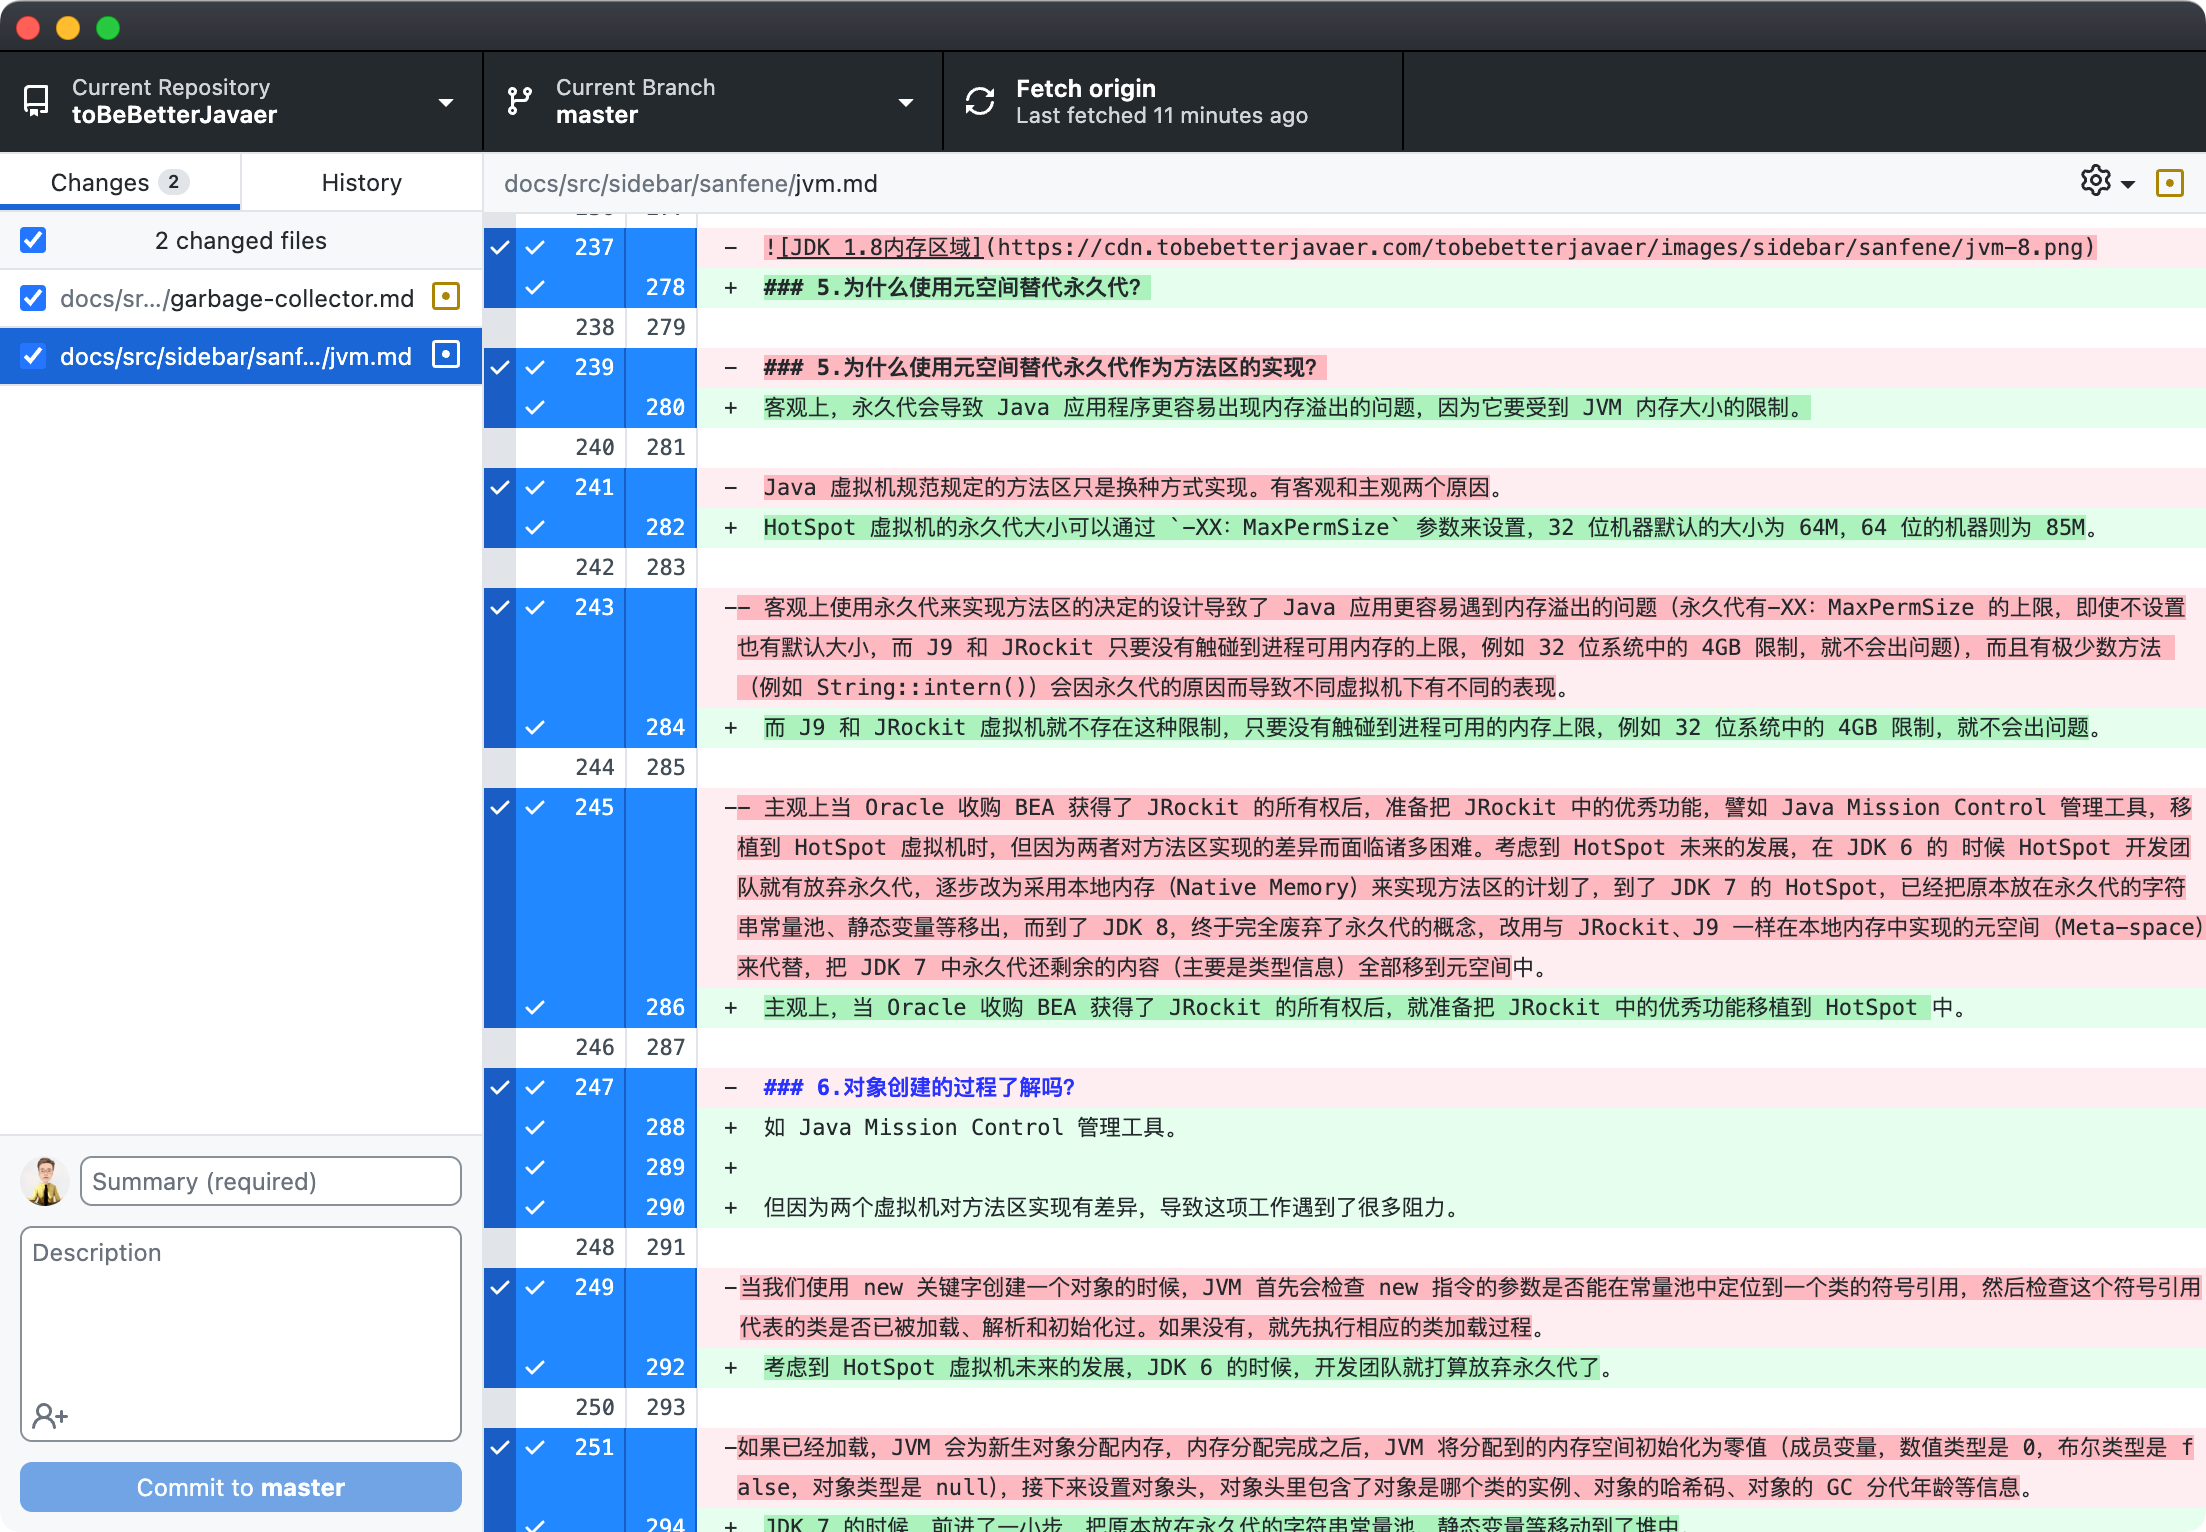 Current Repository
toBeBetterJavaer
Current Branch
master
Fetch origin
Last fetched 11 minutes ago
Changes 2
History
2 changed files
docs/sr.../garbage-collector.md
docs/src/sidebar/sanf.../jvm.md
Summary (required)
Description
Commit to master
docs/src/sidebar/sanfene/jvm.md
237 − ![JDK 1.8内存区域](https://cdn.tobebetterjavaer.com/tobebetterjavaer/images/sidebar/sanfene/jvm-8.png)
278 + ### 5.为什么使用元空间替代永久代？
238 279
239 − ### 5.为什么使用元空间替代永久代作为方法区的实现？
280 + 客观上，永久代会导致 Java 应用程序更容易出现内存溢出的问题，因为它要受到 JVM 内存大小的限制。
240 281
241 − Java 虚拟机规范规定的方法区只是换种方式实现。有客观和主观两个原因。
282 + HotSpot 虚拟机的永久代大小可以通过 `-XX：MaxPermSize` 参数来设置，32 位机器默认的大小为 64M，64 位的机器则为 85M。
242 283
243 −- 客观上使用永久代来实现方法区的决定的设计导致了 Java 应用更容易遇到内存溢出的问题（永久代有-XX：MaxPermSize 的上限，即使不设置
也有默认大小，而 J9 和 JRockit 只要没有触碰到进程可用内存的上限，例如 32 位系统中的 4GB 限制，就不会出问题），而且有极少数方法
（例如 String::intern()）会因永久代的原因而导致不同虚拟机下有不同的表现。
284 + 而 J9 和 JRockit 虚拟机就不存在这种限制，只要没有触碰到进程可用的内存上限，例如 32 位系统中的 4GB 限制，就不会出问题。
244 285
245 −- 主观上当 Oracle 收购 BEA 获得了 JRockit 的所有权后，准备把 JRockit 中的优秀功能，譬如 Java Mission Control 管理工具，移
植到 HotSpot 虚拟机时，但因为两者对方法区实现的差异而面临诸多困难。考虑到 HotSpot 未来的发展，在 JDK 6 的 时候 HotSpot 开发团
队就有放弃永久代，逐步改为采用本地内存（Native Memory）来实现方法区的计划了，到了 JDK 7 的 HotSpot，已经把原本放在永久代的字符
串常量池、静态变量等移出，而到了 JDK 8，终于完全废弃了永久代的概念，改用与 JRockit、J9 一样在本地内存中实现的元空间（Meta-space）
来代替，把 JDK 7 中永久代还剩余的内容（主要是类型信息）全部移到元空间中。
286 + 主观上，当 Oracle 收购 BEA 获得了 JRockit 的所有权后，就准备把 JRockit 中的优秀功能移植到 HotSpot 中。
246 287
247 − ### 6.对象创建的过程了解吗？
288 + 如 Java Mission Control 管理工具。
289 +
290 + 但因为两个虚拟机对方法区实现有差异，导致这项工作遇到了很多阻力。
248 291
249 −当我们使用 new 关键字创建一个对象的时候，JVM 首先会检查 new 指令的参数是否能在常量池中定位到一个类的符号引用，然后检查这个符号引用
代表的类是否已被加载、解析和初始化过。如果没有，就先执行相应的类加载过程。
292 + 考虑到 HotSpot 虚拟机未来的发展，JDK 6 的时候，开发团队就打算放弃永久代了。
250 293
251 −如果已经加载，JVM 会为新生对象分配内存，内存分配完成之后，JVM 将分配到的内存空间初始化为零值（成员变量，数值类型是 0，布尔类型是 f
alse，对象类型是 null），接下来设置对象头，对象头里包含了对象是哪个类的实例、对象的哈希码、对象的 GC 分代年龄等信息。
294 + JDK 7 的时候，前进了一小步，把原本放在永久代的字符串常量池、静态变量等移动到了堆中。